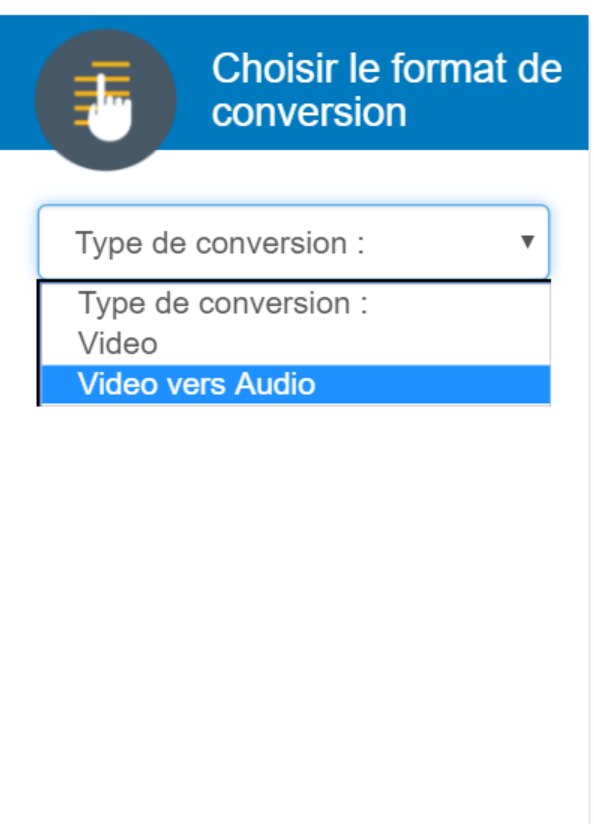 Choisir le format de
conversion
Type de conversion :
Type de conversion :
Video
Video vers Audio